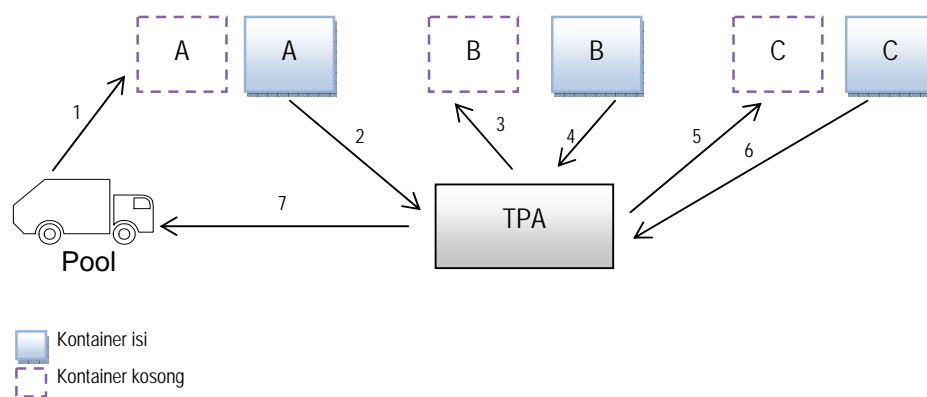 A A B B C C
1 2 3 4 5 6
7
TPA
Pool
Kontainer isi
Kontainer kosong